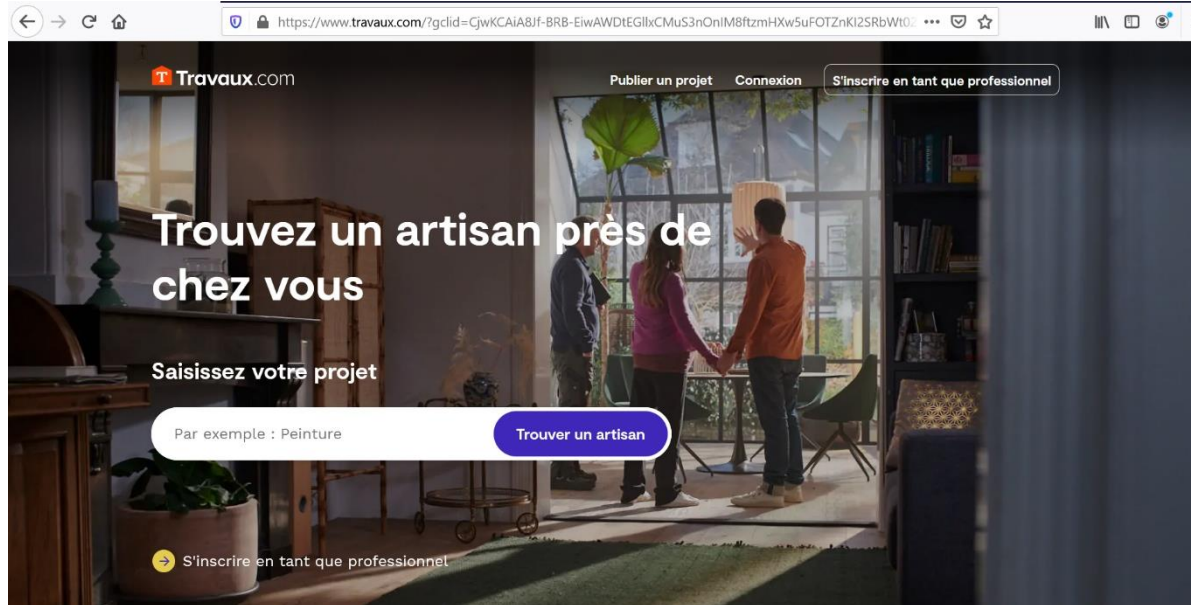 https://www.travaux.com/?gclid=CjwKCAiA8Jf-BRB-EiwAWDtEGllxCMuS3nOnIM8ftzmHXw5uFOTZnKI2SRbWt02
Travaux.com
Publier un projet
Connexion
S'inscrire en tant que professionnel
Trouvez un artisan près de
chez vous
Saisissez votre projet
Par exemple : Peinture
Trouver un artisan
S'inscrire en tant que professionnel